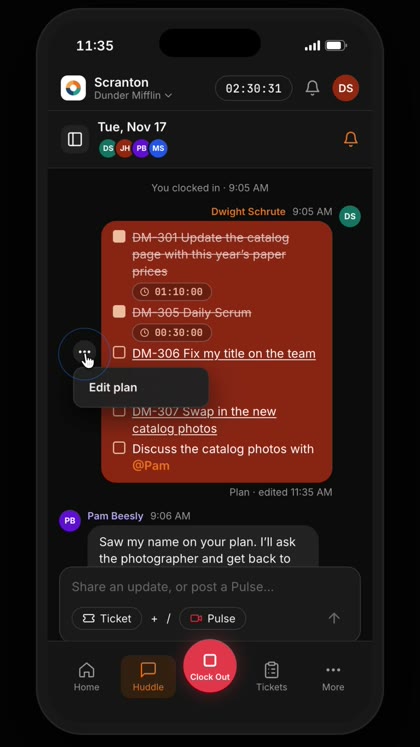 11:35
Scranton
Dunder Mifflin
02:30:31
DS
Tue, Nov 17
DS JH PB MS
You clocked in · 9:05 AM
Dwight Schrute 9:05 AM
DS
DM-301 Update the catalog
page with this year's paper
prices
01:10:00
DM-305 Daily Scrum
00:30:00
DM-306 Fix my title on the team
Edit plan
DM-307 Swap in the new
catalog photos
Discuss the catalog photos with
@Pam
Plan · edited 11:35 AM
PB
Pam Beesly 9:06 AM
Saw my name on your plan. I'll ask
the photographer and get back to
Share an update, or post a Pulse...
Ticket + / Pulse
Clock Out
Home Huddle Tickets More